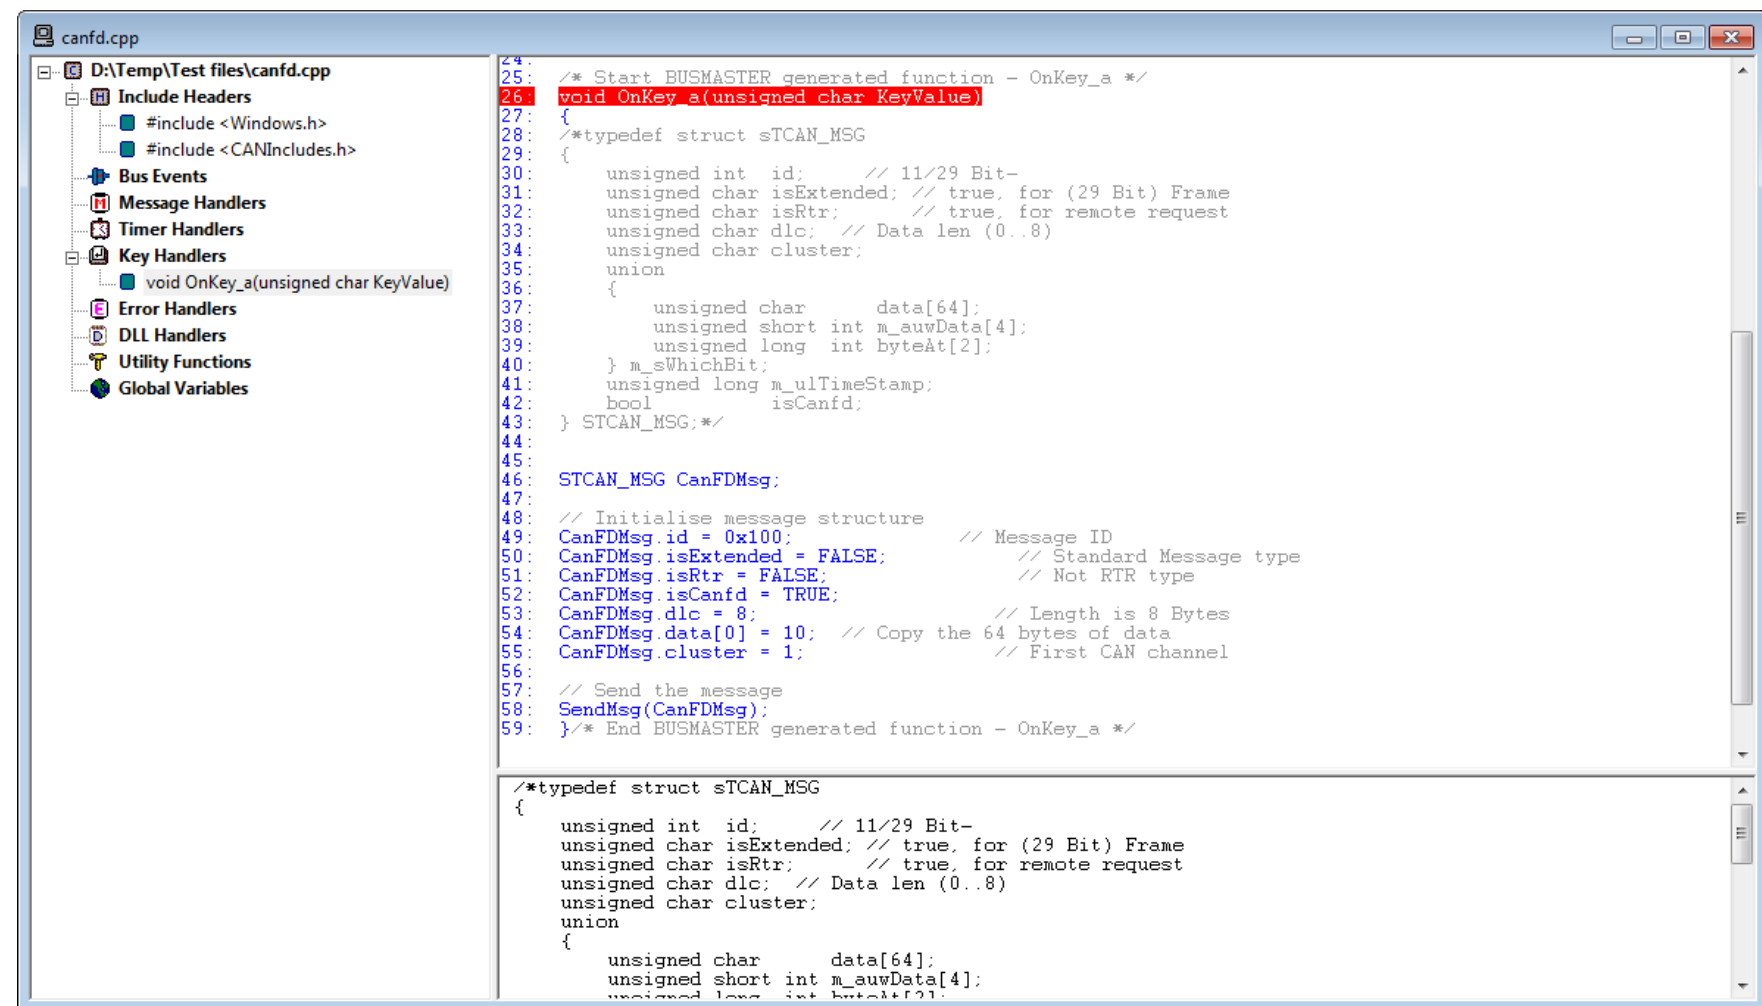 canfd.cpp
D:\Temp\Test files\canfd.cpp
Include Headers
#include <Windows.h>
#include <CANIncludes.h>
Bus Events
Message Handlers
Timer Handlers
Key Handlers
void OnKey_a(unsigned char KeyValue)
Error Handlers
DLL Handlers
Utility Functions
Global Variables
24:
25: /* Start BUSMASTER generated function - OnKey_a */
26: void OnKey_a(unsigned char KeyValue)
27: {
28: /*typedef struct sTCAN_MSG
29: {
30: unsigned int id; // 11/29 Bit-
31: unsigned char isExtended; // true, for (29 Bit) Frame
32: unsigned char isRtr; // true, for remote request
33: unsigned char dlc; // Data len (0..8)
34: unsigned char cluster;
35: union
36: {
37: unsigned char data[64];
38: unsigned short int m_auwData[4];
39: unsigned long int byteAt[2];
40: } m_sWhichBit;
41: unsigned long m_ulTimeStamp;
42: bool isCanfd;
43: } STCAN_MSG;*/
44:
45:
46: STCAN_MSG CanFDMsg;
47:
48: // Initialise message structure
49: CanFDMsg.id = 0x100; // Message ID
50: CanFDMsg.isExtended = FALSE; // Standard Message type
51: CanFDMsg.isRtr = FALSE; // Not RTR type
52: CanFDMsg.isCanfd = TRUE;
53: CanFDMsg.dlc = 8; // Length is 8 Bytes
54: CanFDMsg.data[0] = 10; // Copy the 64 bytes of data
55: CanFDMsg.cluster = 1; // First CAN channel
56:
57: // Send the message
58: SendMsg(CanFDMsg);
59: }/* End BUSMASTER generated function - OnKey_a */
/*typedef struct sTCAN_MSG
{
unsigned int id; // 11/29 Bit-
unsigned char isExtended; // true, for (29 Bit) Frame
unsigned char isRtr; // true, for remote request
unsigned char dlc; // Data len (0..8)
unsigned char cluster;
union
{
unsigned char data[64];
unsigned short int m_auwData[4];
unsigned long int byteAt[2];